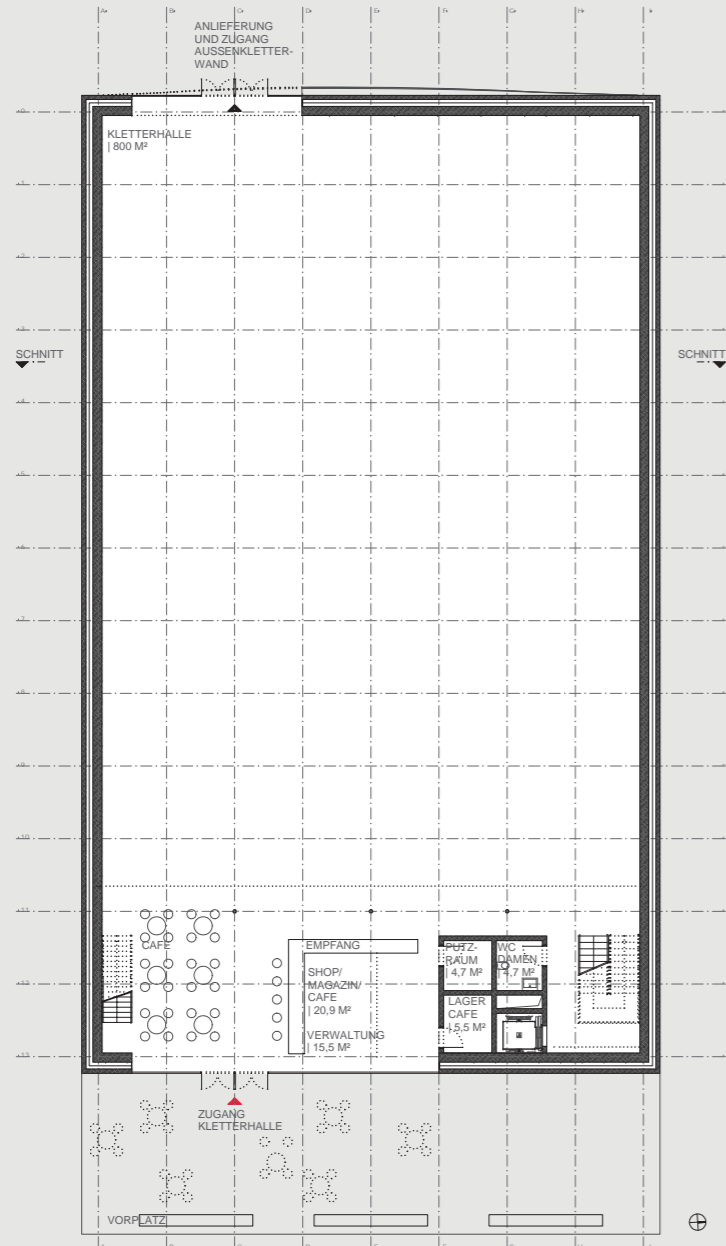 ANLIEFERUNG
UND ZUGANG
AUSSENKLETTER-
WAND
KLETTERHALLE
| 800 M²
SCHNITT
SCHNITT
CAFE
EMPFANG
SHOP/
MAGAZIN/
CAFE
| 20,9 M²
VERWALTUNG
| 15,5 M²
PUTZ-
RAUM
| 4,7 M²
WC
DAMEN
| 4,7 M²
LAGER
CAFE
| 5,5 M²
ZUGANG
KLETTERHALLE
VORPLATZ